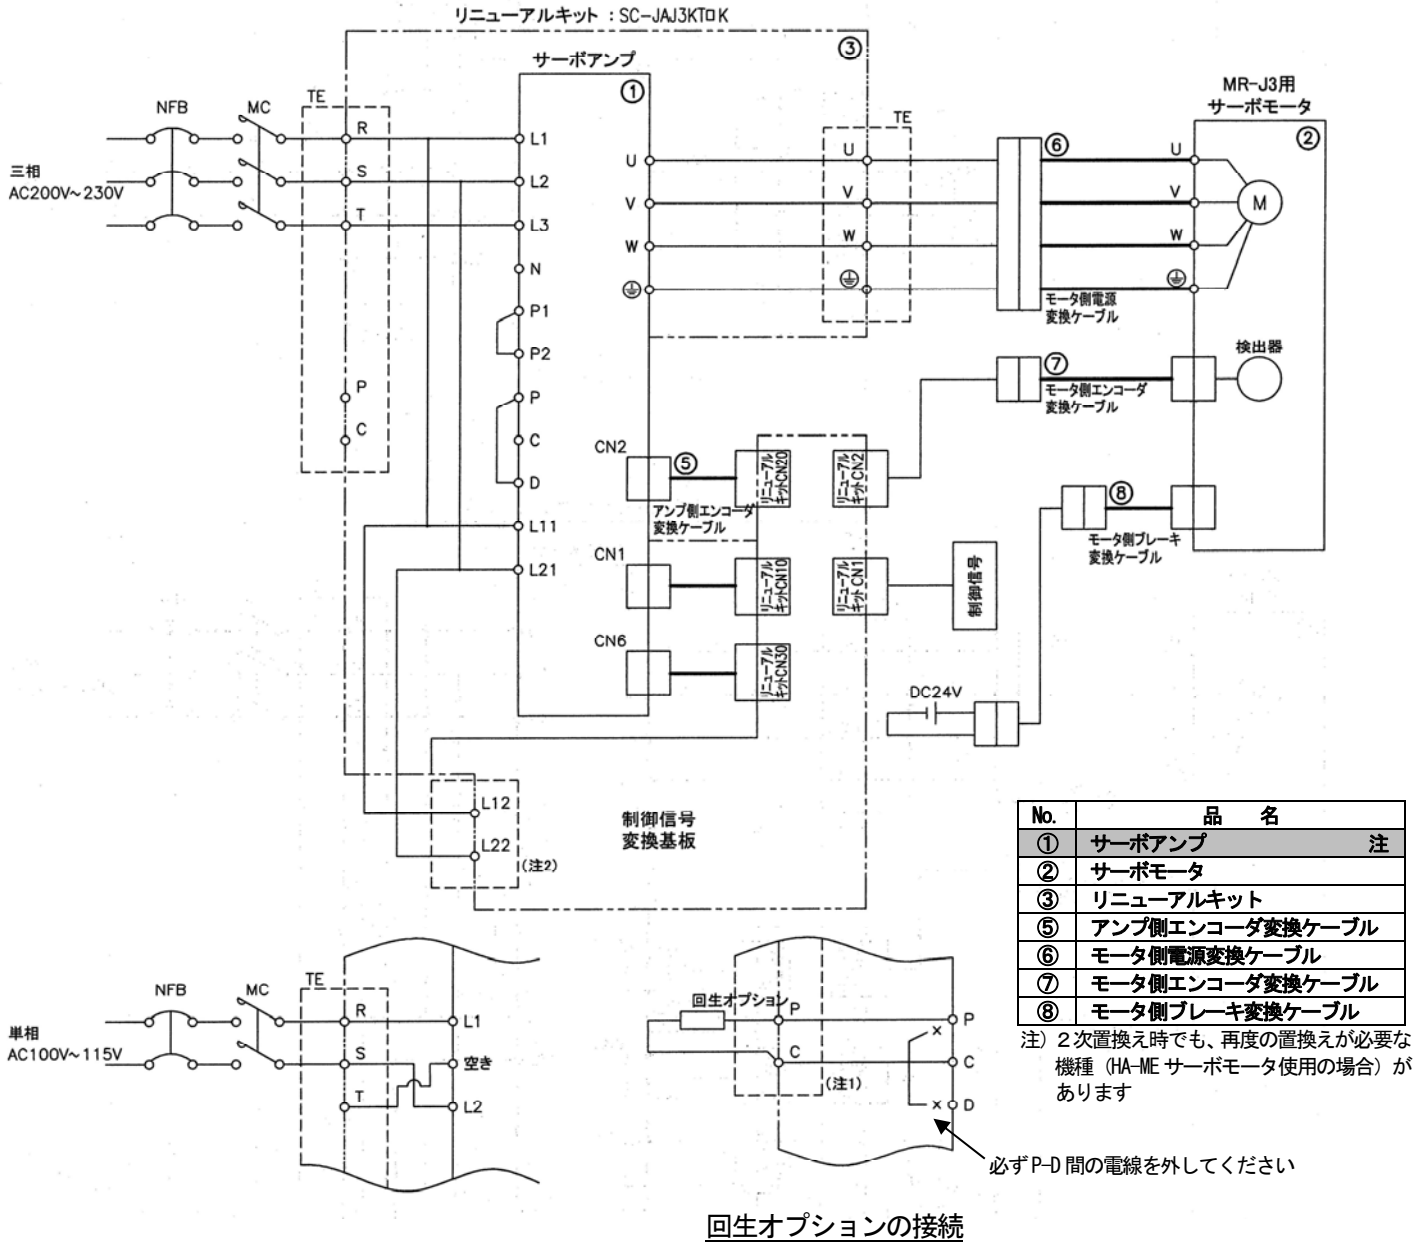 リニューアルキット：SC-JAJ3KT□K
サーボアンプ
③
①
MR-J3用
サーボモータ
②
NFB
MC
TE
R
S
T
三相
AC200V～230V
L1
L2
L3
N
P1
P2
P
C
D
L11
L21
P
C
U
V
W
TE
U
V
W
⑥
U
V
W
M
モータ側電源
変換ケーブル
検出器
⑦
モータ側エンコーダ
変換ケーブル
CN2
⑤
アンプ側エンコーダ
変換ケーブル
リニューアル
キットCN20
リニューアル
キットCN2
⑧
モータ側ブレーキ
変換ケーブル
CN1
リニューアル
キットCN10
リニューアル
キットCN1
制御信号
CN6
リニューアル
キットCN30
DC24V
L12
L22
(注2)
制御信号
変換基板
No. 品　名
① サーボアンプ 注
② サーボモータ
③ リニューアルキット
⑤ アンプ側エンコーダ変換ケーブル
⑥ モータ側電源変換ケーブル
⑦ モータ側エンコーダ変換ケーブル
⑧ モータ側ブレーキ変換ケーブル
注）２次置換え時でも、再度の置換えが必要な
機種（HA-ME サーボモータ使用の場合）が
あります
NFB
MC
TE
R
S
T
単相
AC100V～115V
L1
空き
L2
回生オプション
P
C
(注1)
P
C
D
必ずP-D間の電線を外してください
回生オプションの接続